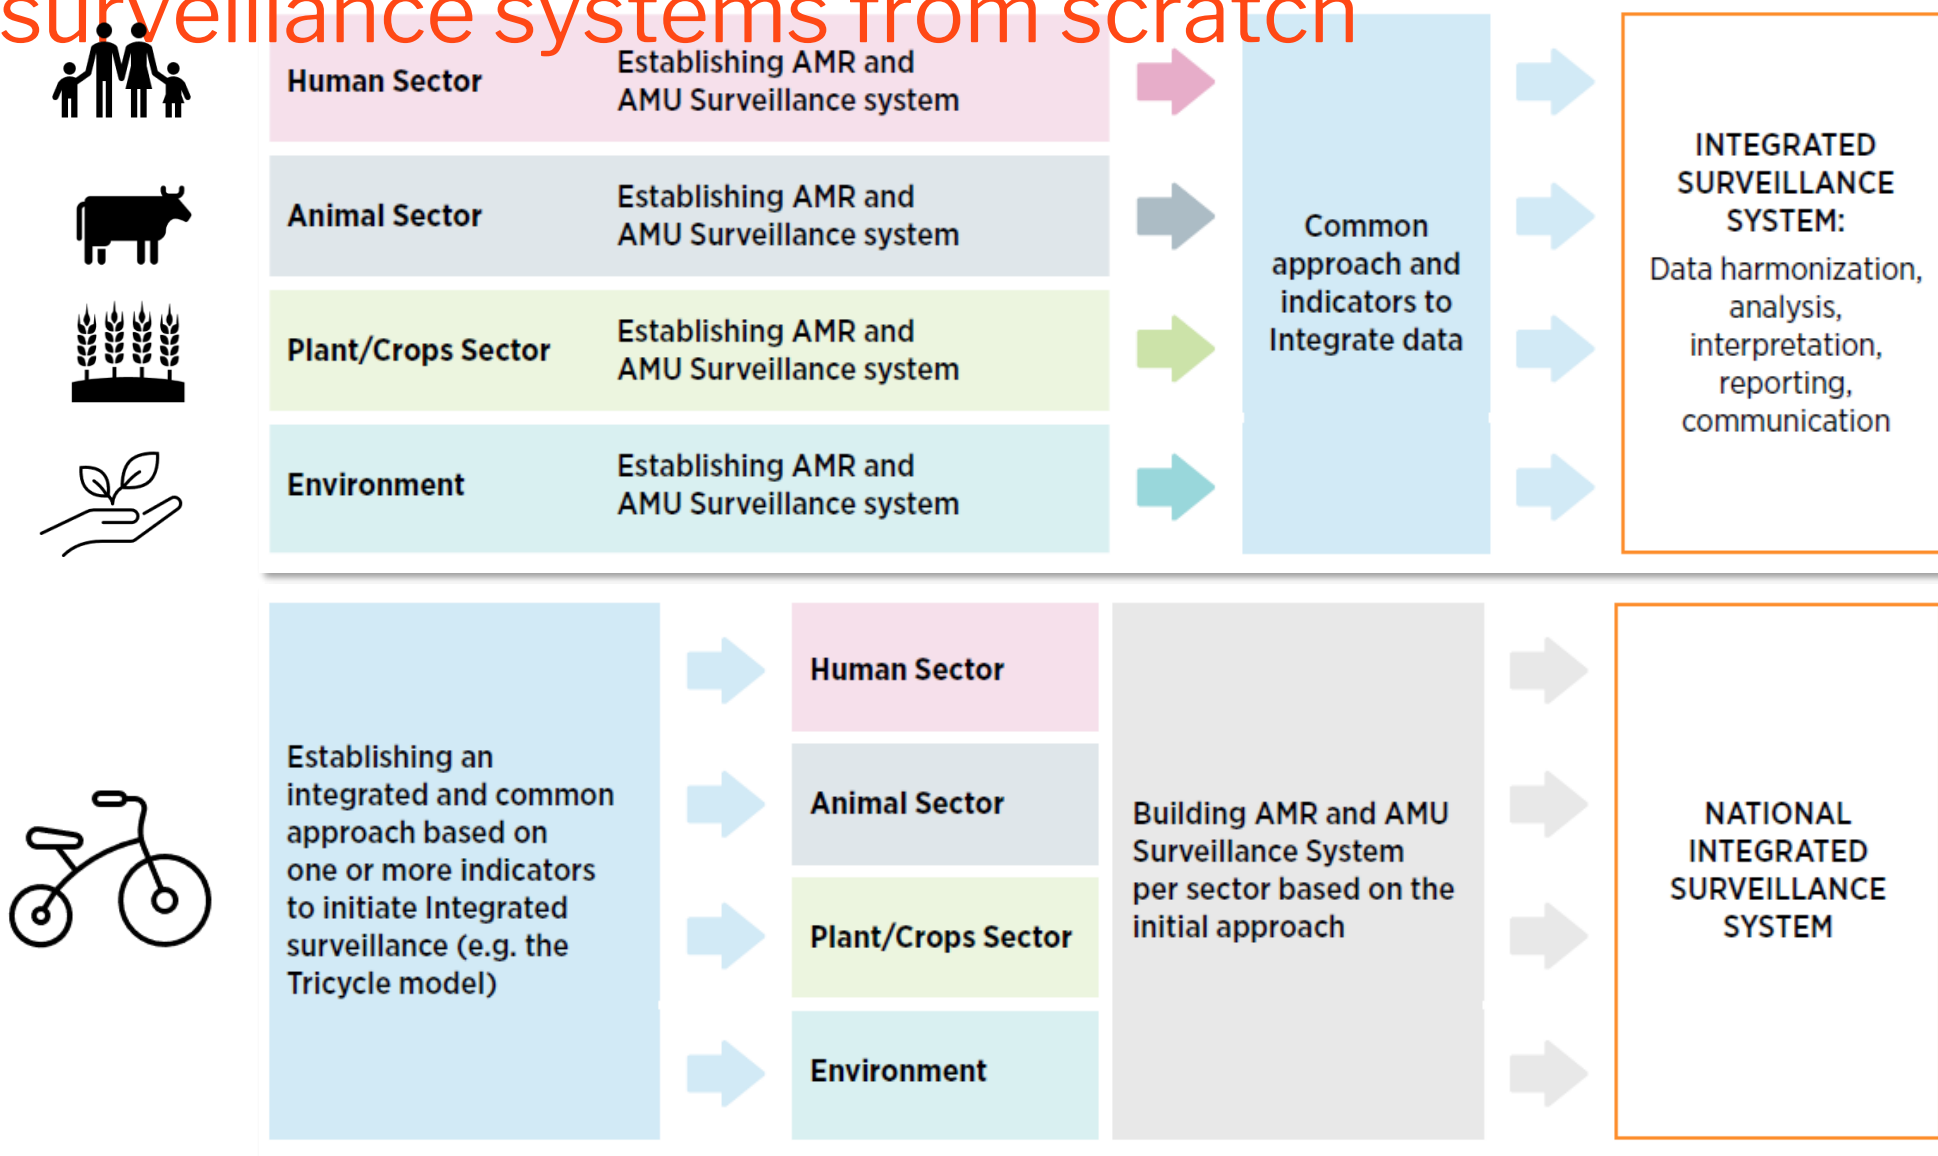 surveillance systems from scratch
Human Sector
Establishing AMR and
AMU Surveillance system
Animal Sector
Establishing AMR and
AMU Surveillance system
Plant/Crops Sector
Establishing AMR and
AMU Surveillance system
Environment
Establishing AMR and
AMU Surveillance system
Common
approach and
indicators to
Integrate data
INTEGRATED
SURVEILLANCE
SYSTEM:
Data harmonization,
analysis,
interpretation,
reporting,
communication
Establishing an
integrated and common
approach based on
one or more indicators
to initiate Integrated
surveillance (e.g. the
Tricycle model)
Human Sector
Animal Sector
Plant/Crops Sector
Environment
Building AMR and AMU
Surveillance System
per sector based on the
initial approach
NATIONAL
INTEGRATED
SURVEILLANCE
SYSTEM